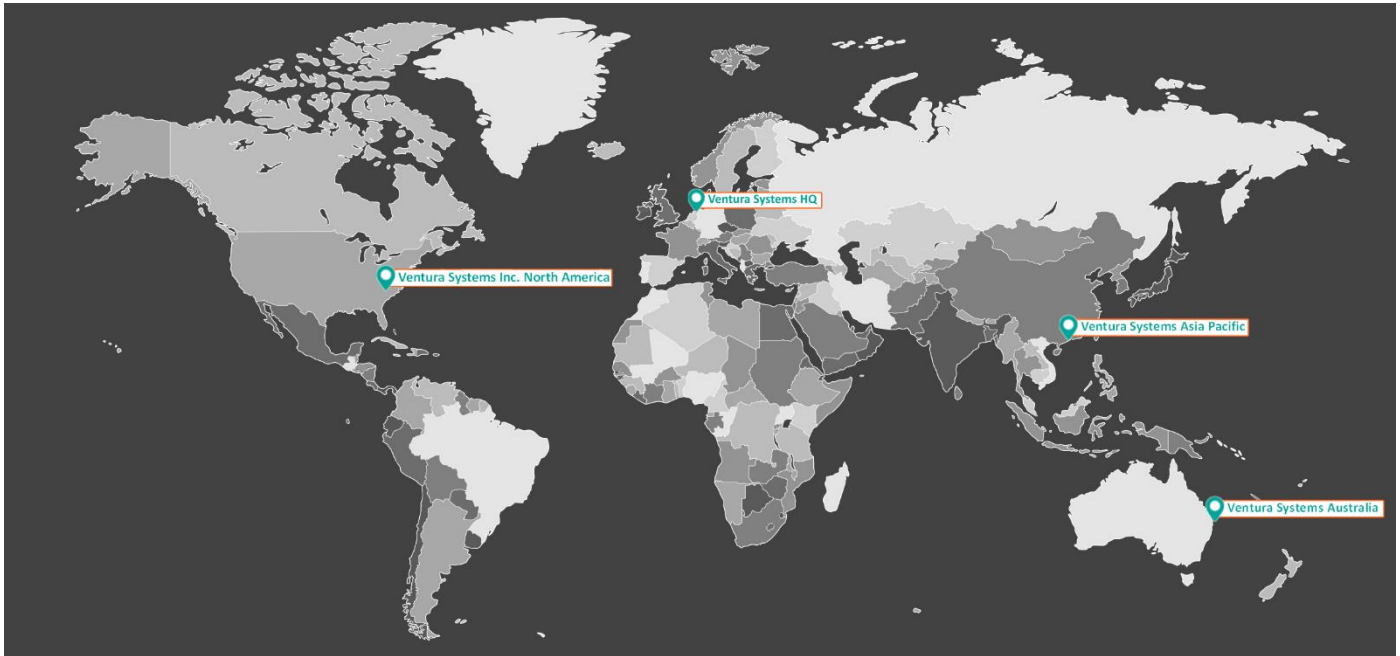 Ventura Systems HQ
Ventura Systems Inc. North America
Ventura Systems Asia Pacific
Ventura Systems Australia